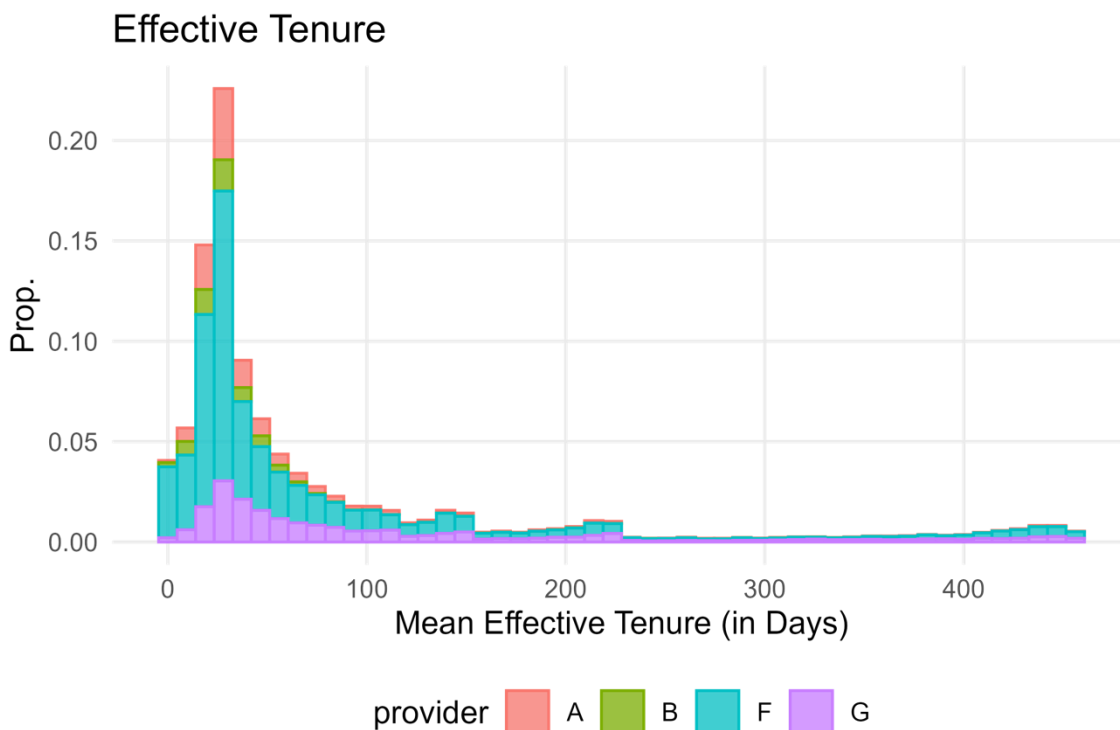 Effective Tenure
0.20
0.15
0.10
0.05
0.00
Prop.
0 100 200 300 400
Mean Effective Tenure (in Days)
provider A B F G